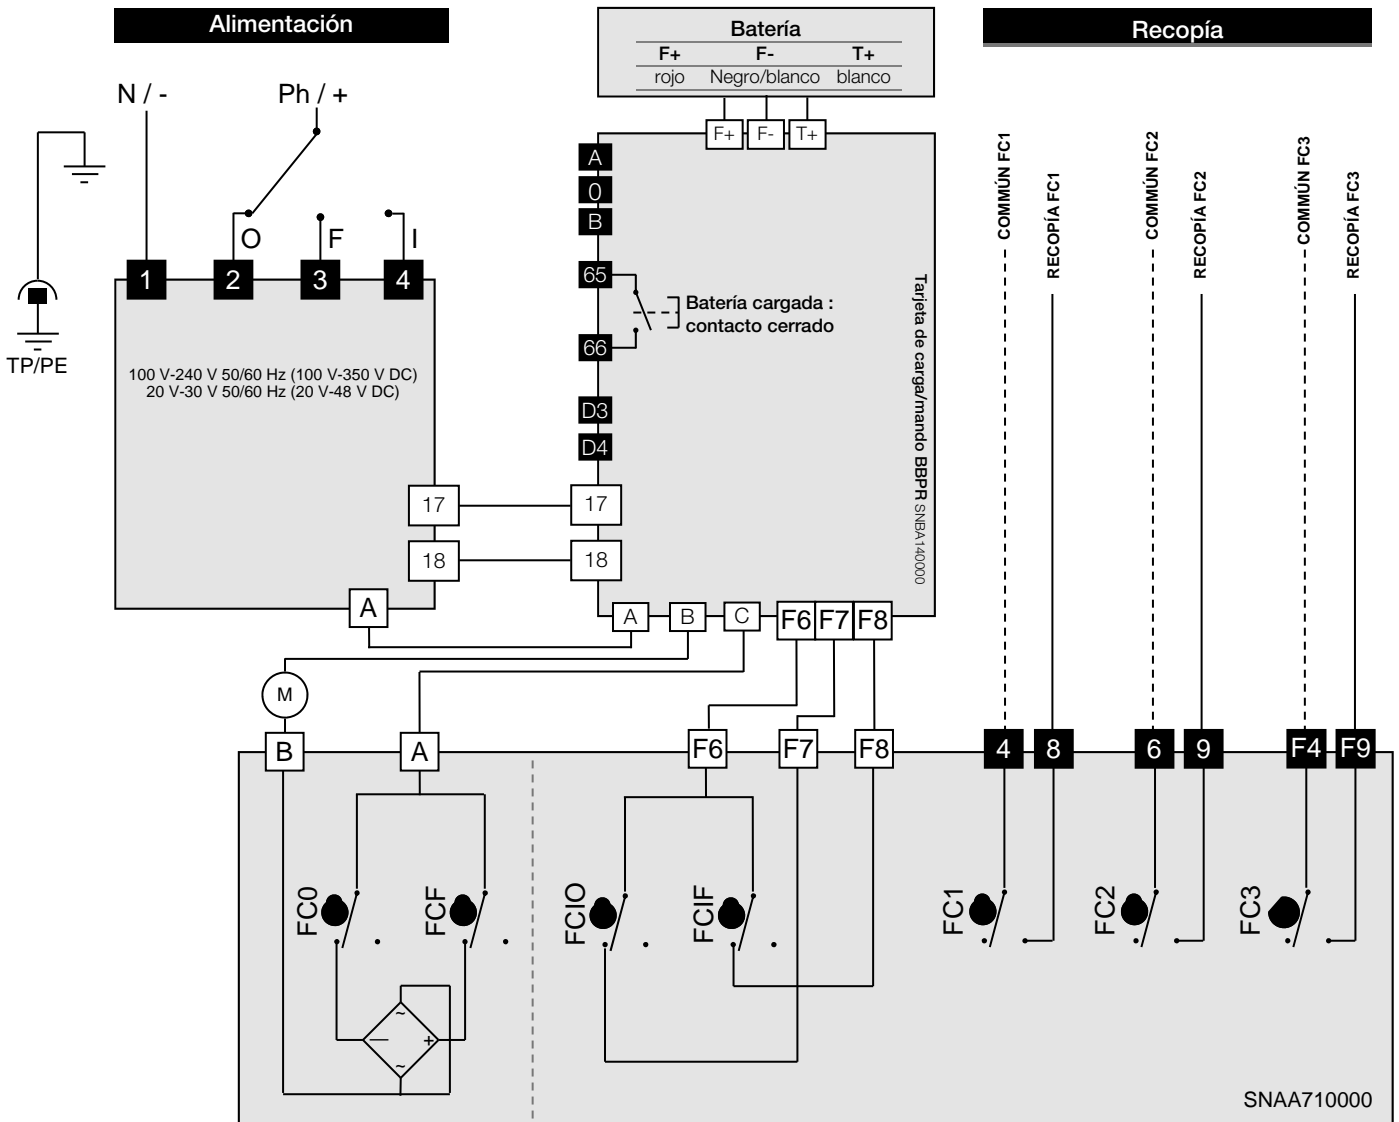 Alimentación
Batería
F+ F- T+
rojo Negro/blanco blanco
Recopía
N / -
Ph / +
O
F
I
1
2
3
4
TP/PE
100 V-240 V 50/60 Hz (100 V-350 V DC)
20 V-30 V 50/60 Hz (20 V-48 V DC)
17
18
A
F+
F-
T+
A
0
B
65
66
Batería cargada :
contacto cerrado
D3
D4
17
18
Tarjeta de carga/mando BBPR SNBA140000
A
B
C
F6
F7
F8
COMMÚN FC1
RECOPÍA FC1
COMMÚN FC2
RECOPÍA FC2
COMMÚN FC3
RECOPÍA FC3
M
B
A
F6
F7
F8
4
8
6
9
F4
F9
FC0
FCF
FCIO
FCIF
FC1
FC2
FC3
~
—
+
~
SNAA710000